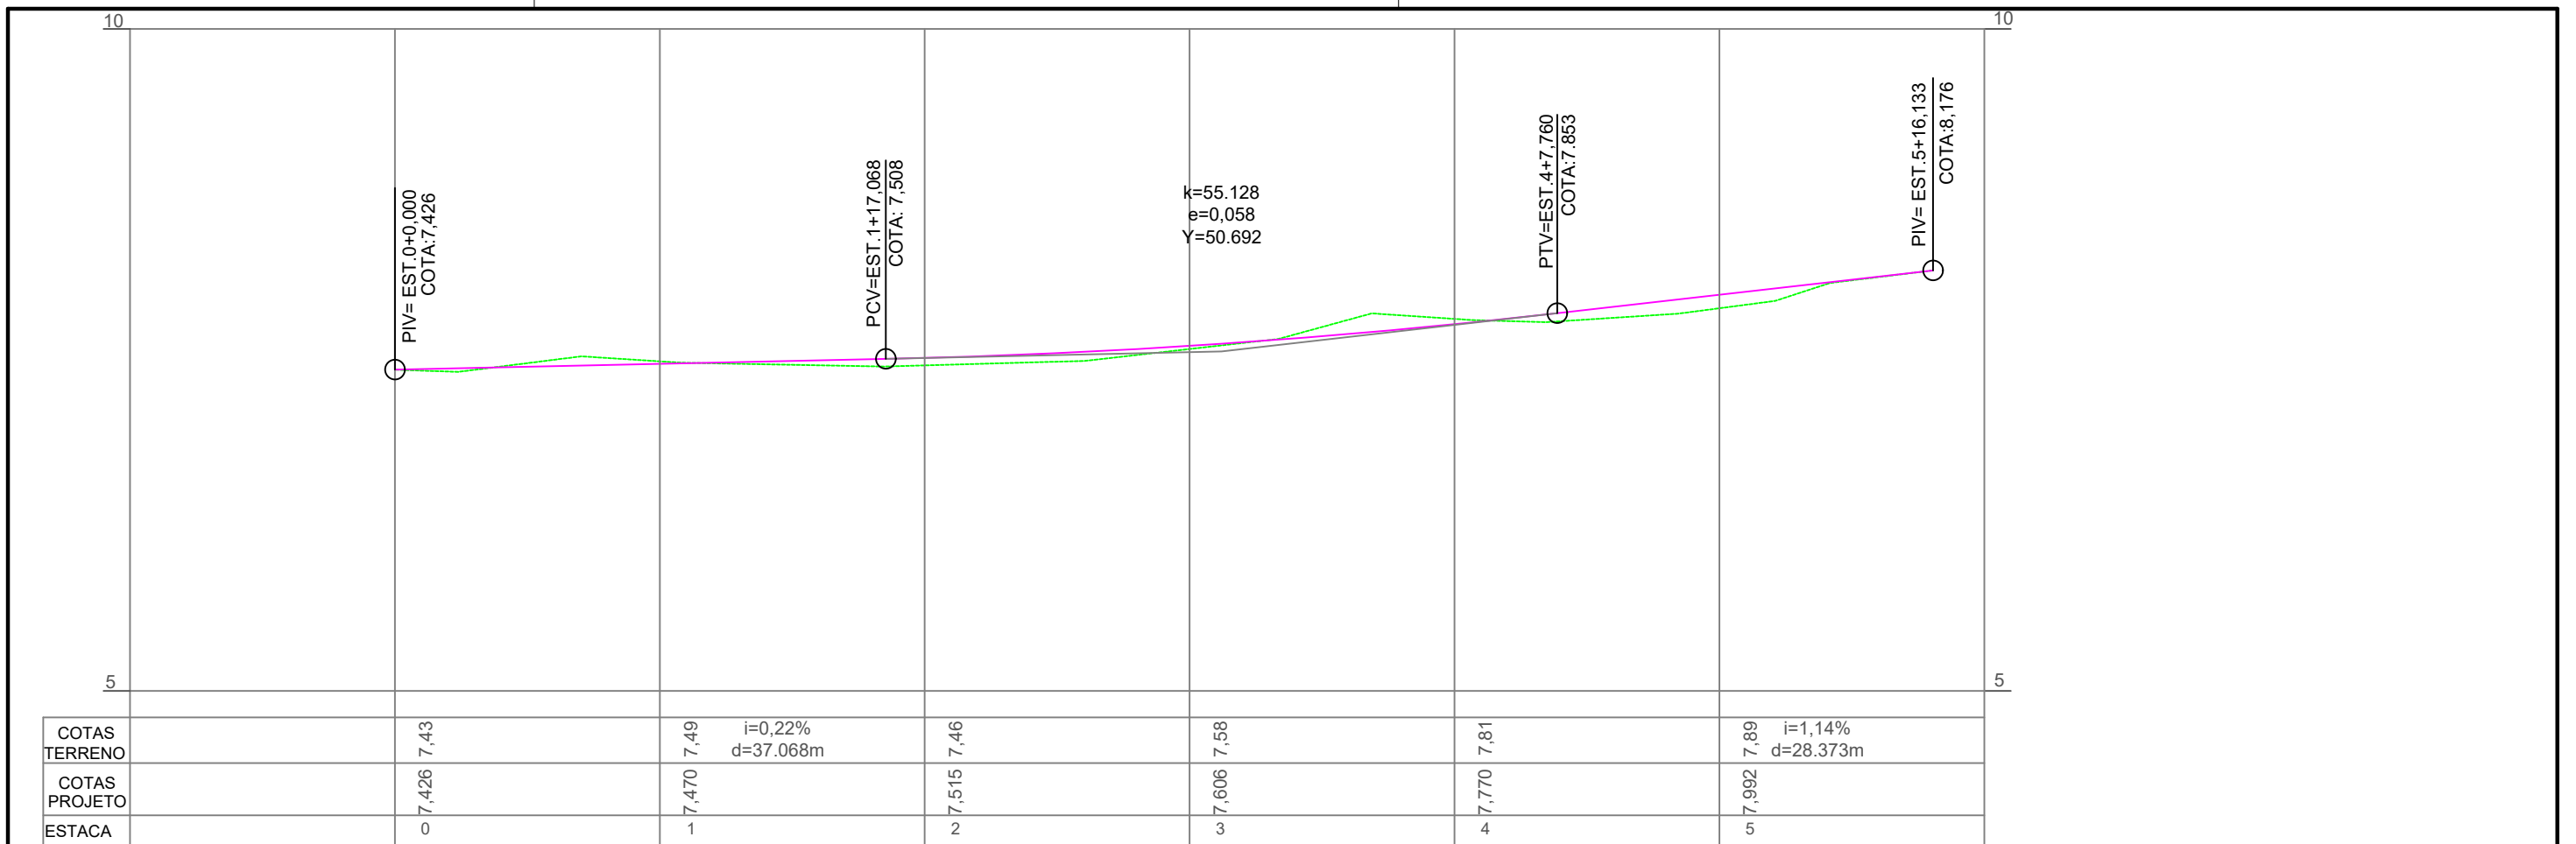 10
10
PIV= EST.0+0,000
COTA:7,426
PCV=EST.1+17,068
COTA: 7,508
k=55.128
e=0,058
Y=50.692
PTV=EST.4+7,760
COTA:7.853
PIV= EST.5+16,133
COTA:8,176
5
5
COTAS
TERRENO
7,43
7,49
i=0,22%
d=37.068m
7,46
7,58
7,81
7,89
i=1,14%
d=28.373m
COTAS
PROJETO
7,426
7,470
7,515
7,606
7,770
7,992
ESTACA
0
1
2
3
4
5